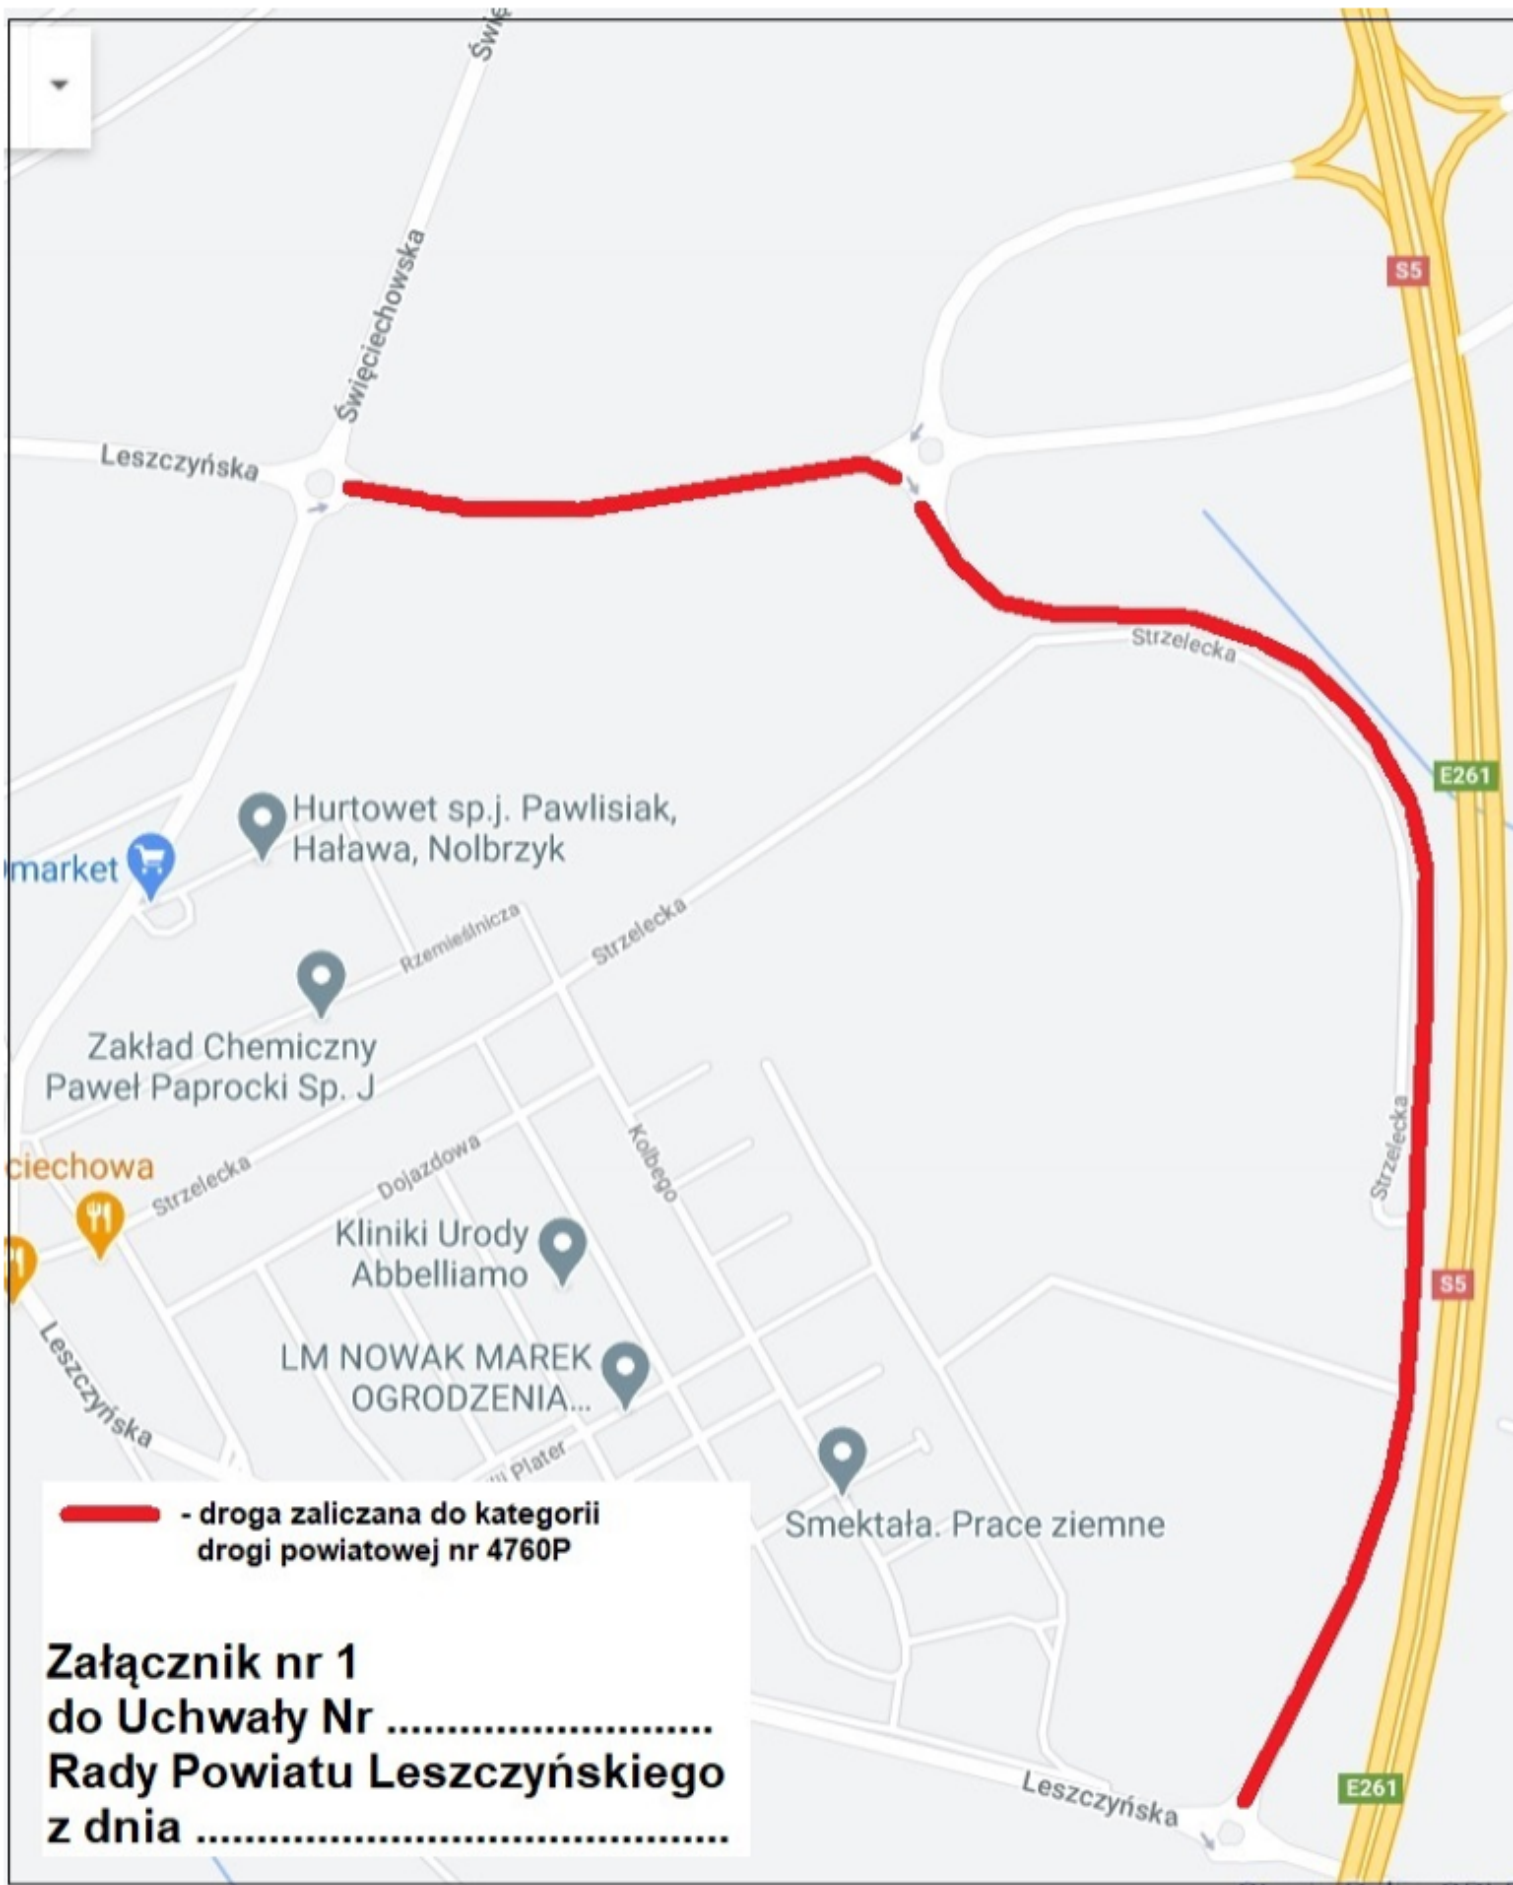 Świę
Święciechowska
S5
Leszczyńska
Strzelecka
E261
Hurtowet sp.j. Pawlisiak,
Haława, Nolbrzyk
market
Rzemieślnicza
Strzelecka
Zakład Chemiczny
Paweł Paprocki Sp. J
Kolbego
Strzelecka
Dojazdowa
ciechowa
Strzelecka
Kliniki Urody
Abbelliamo
S5
LM NOWAK MAREK
OGRODZENIA...
Leszczyńska
Plater
Smektała. Prace ziemne
- droga zaliczana do kategorii
drogi powiatowej nr 4760P
Załącznik nr 1
do Uchwały Nr ...........................
Rady Powiatu Leszczyńskiego
z dnia ............................................
Leszczyńska
E261